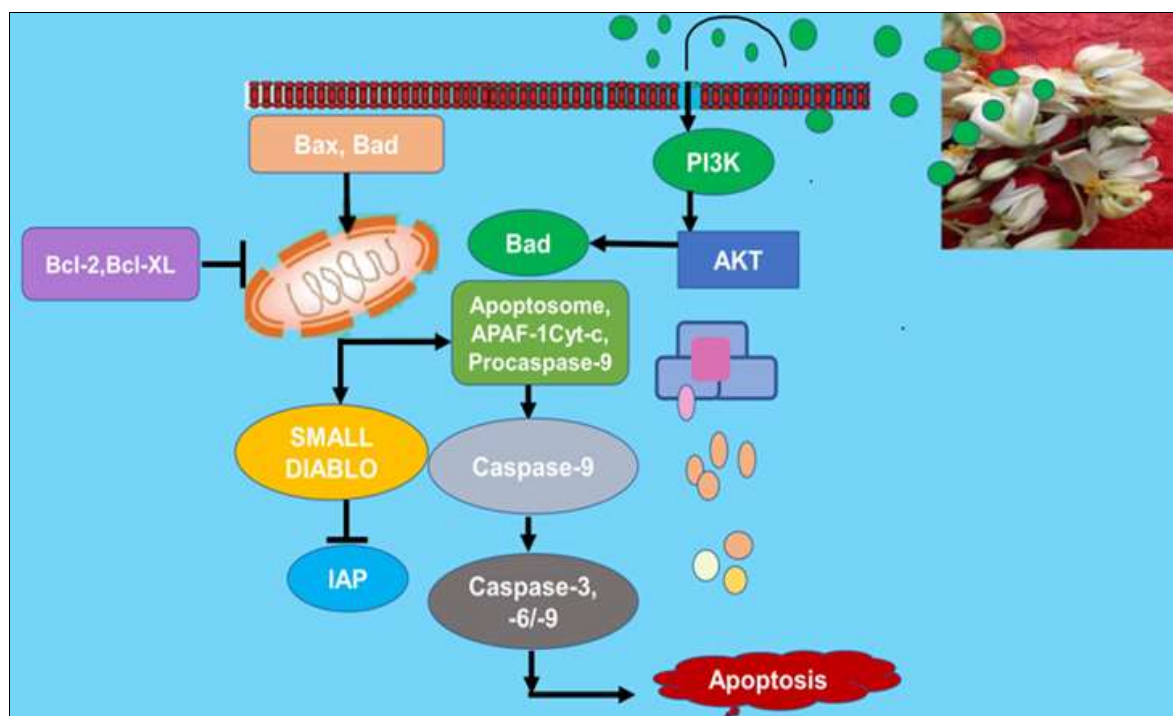 Bax, Bad
PI3K
Bcl-2,Bcl-XL
Bad
AKT
Apoptosome,
APAF-1Cyt-c,
Procaspase-9
SMALL
DIABLO
Caspase-9
IAP
Caspase-3,
-6/-9
Apoptosis